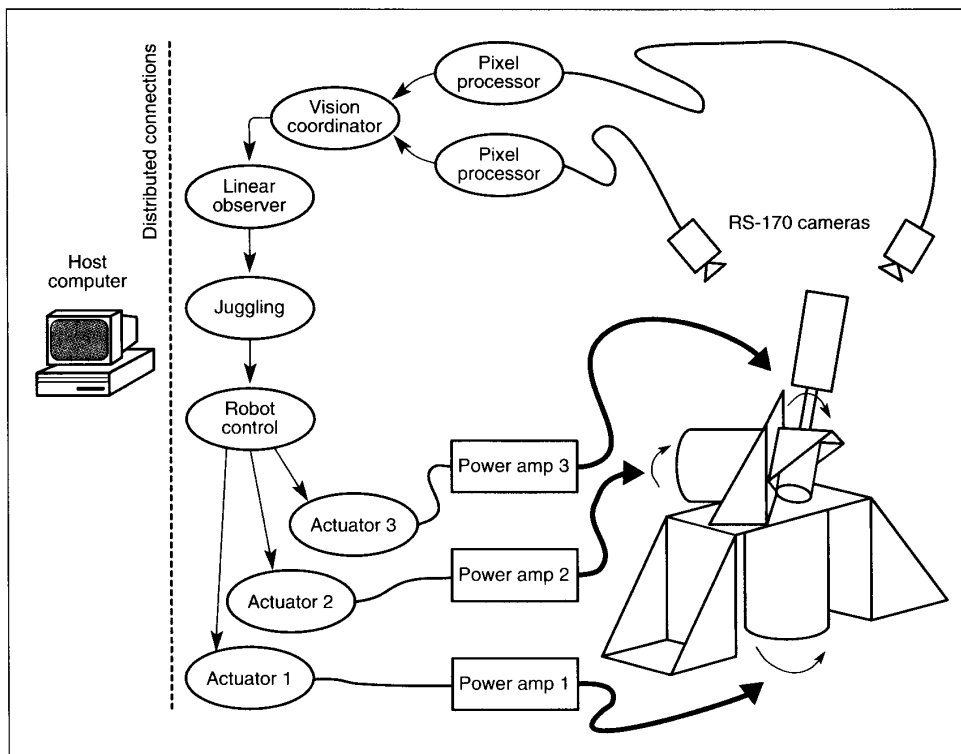 Distributed connections
Pixel
processor
Vision
coordinator
Pixel
processor
Linear
observer
RS-170 cameras
Host
computer
Juggling
Robot
control
Power amp 3
Actuator 3
Power amp 2
Actuator 2
Actuator 1
Power amp 1